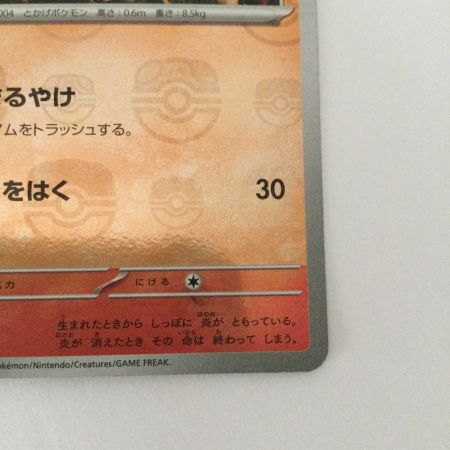 004 とかげポケモン 高さ：0.6m 重さ：8.5kg
るやけ
ムをトラッシュする。
をはく 30
にげる
生まれたときから しっぽに 炎が ともっている。
炎が 消えたとき その 命は 終わって しまう。
okémon/Nintendo/Creatures/GAME FREAK.